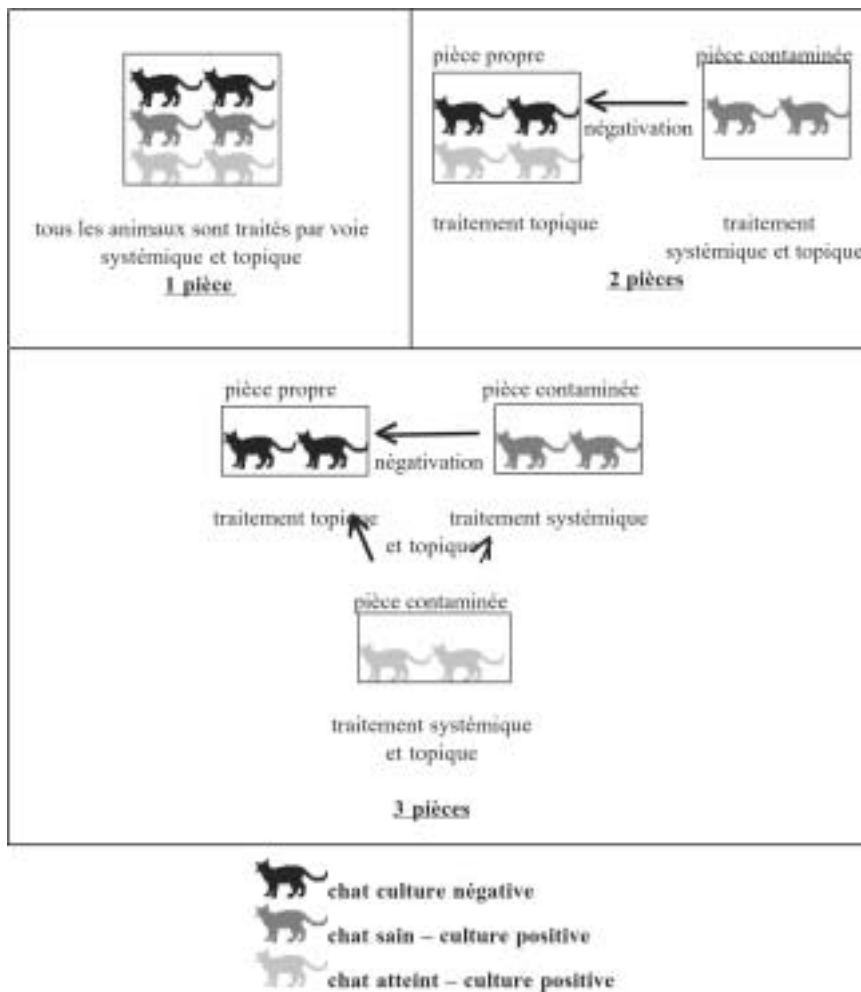 tous les animaux sont traités par voie
systémique et topique
1 pièce
pièce propre
pièce contaminée
négativation
traitement topique
traitement
systémique et topique
2 pièces
pièce propre
pièce contaminée
négativation
traitement topique
traitement systémique
et topique
pièce contaminée
traitement systémique
et topique
3 pièces
chat culture négative
chat sain – culture positive
chat atteint – culture positive